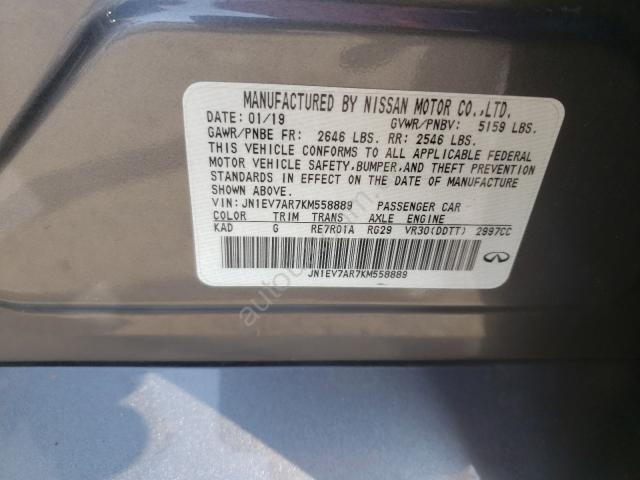 MANUFACTURED BY NISSAN MOTOR CO.,LTD.
DATE: 01/19 GVWR/PNBV: 5159 LBS.
GAWR/PNBE FR: 2646 LBS. RR: 2546 LBS.
THIS VEHICLE CONFORMS TO ALL APPLICABLE FEDERAL
MOTOR VEHICLE SAFETY,BUMPER,AND THEFT PREVENTION
STANDARDS IN EFFECT ON THE DATE OF MANUFACTURE
SHOWN ABOVE.
VIN: JN1EV7AR7KM558889 PASSENGER CAR
COLOR TRIM TRANS AXLE ENGINE
KAD G RE7R01A RG29 VR30(DDTT) 2997CC
JN1EV7AR7KM558889